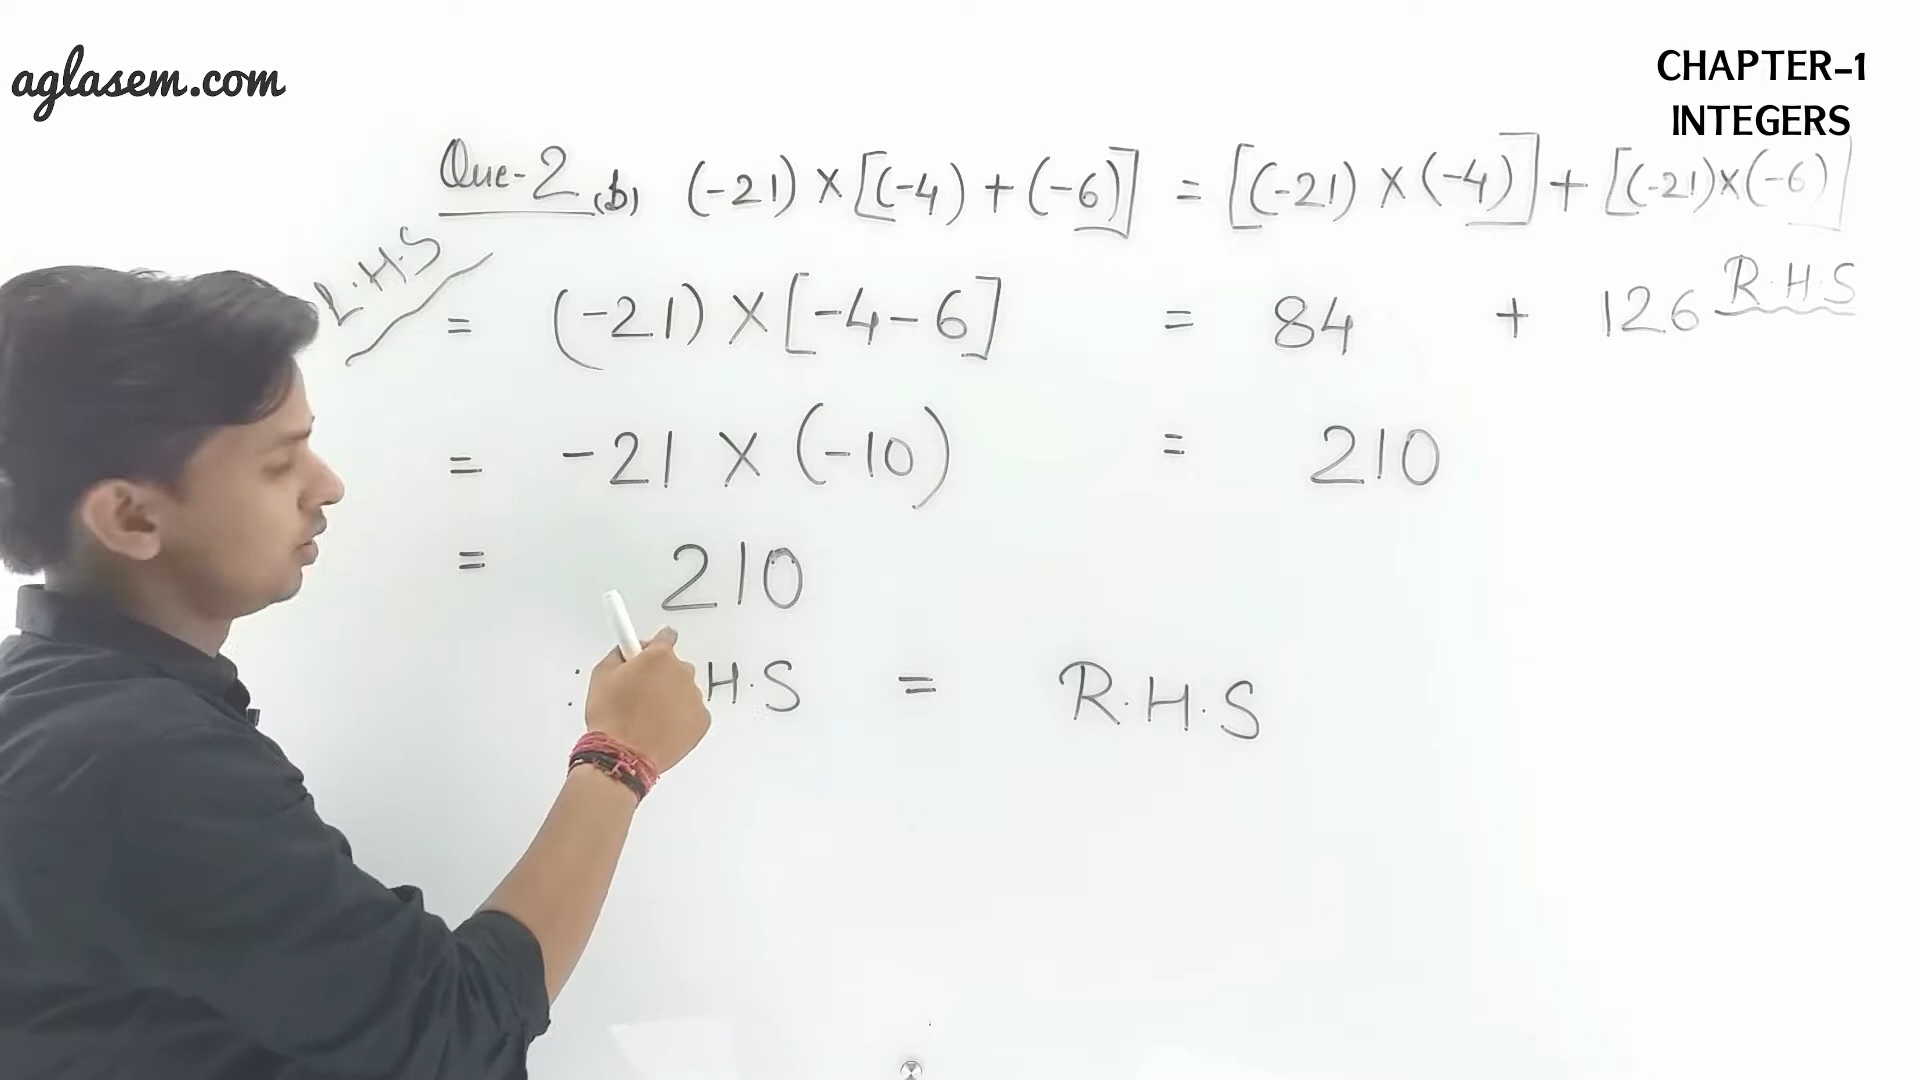 aglasem.com
CHAPTER-1
INTEGERS
Que-2 (b) (-21) × [(-4) + (-6)] = [(-21) × (-4)] + [(-21) × (-6)]
L.H.S
R.H.S
= (-21) × [-4-6] = 84 + 126
= -21 × (-10) = 210
= 210
H.S = R.H.S